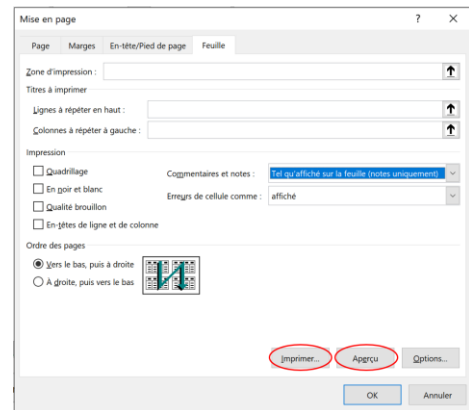 Mise en page ? ×
Page Marges En-tête/Pied de page Feuille
Zone d'impression :
Titres à imprimer
Lignes à répéter en haut :
Colonnes à répéter à gauche :
Impression
Quadrillage
Commentaires et notes : Tel qu'affiché sur la feuille (notes uniquement)
En noir et blanc
Erreurs de cellule comme : affiché
Qualité brouillon
En-têtes de ligne et de colonne
Ordre des pages
Vers le bas, puis à droite
À droite, puis vers le bas
Imprimer... Aperçu Options...
OK Annuler